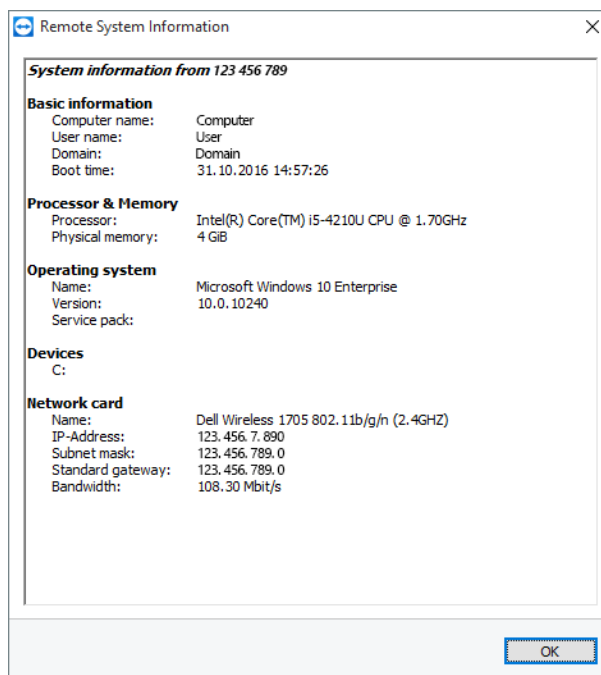 Remote System Information
System information from 123 456 789
Basic information
Computer name: Computer
User name: User
Domain: Domain
Boot time: 31.10.2016 14:57:26
Processor & Memory
Processor: Intel(R) Core(TM) i5-4210U CPU @ 1.70GHz
Physical memory: 4 GiB
Operating system
Name: Microsoft Windows 10 Enterprise
Version: 10.0.10240
Service pack:
Devices
C:
Network card
Name: Dell Wireless 1705 802.11b/g/n (2.4GHZ)
IP-Address: 123.456.7.890
Subnet mask: 123.456.789.0
Standard gateway: 123.456.789.0
Bandwidth: 108.30 Mbit/s
OK